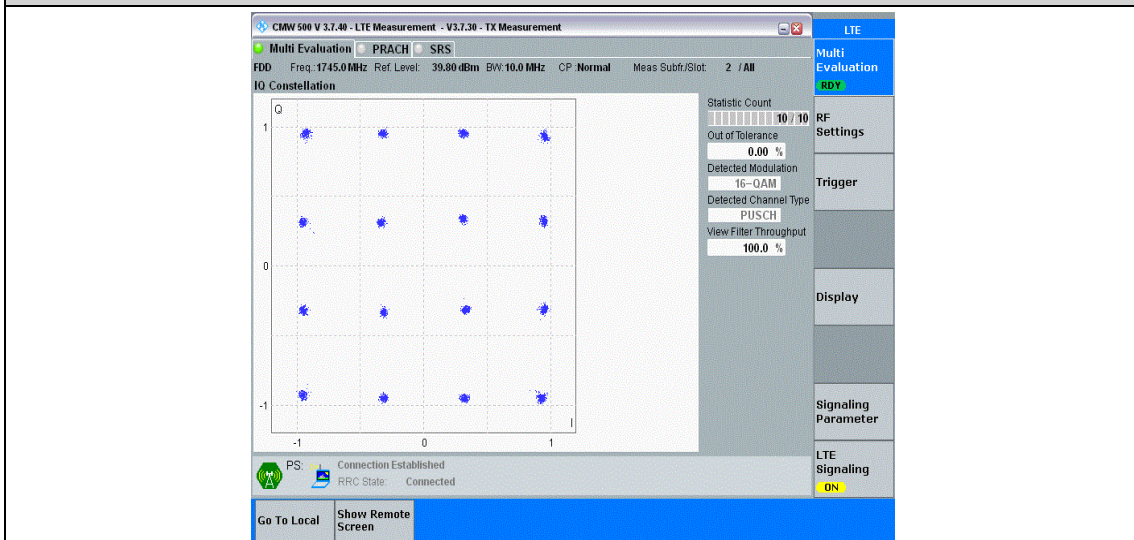 CMW 500 V 3.7.40 - LTE Measurement - V3.7.30 - TX Measurement
LTE
Multi Evaluation PRACH SRS
FDD Freq.:1745.0 MHz Ref. Level: 39.80 dBm BW:10.0 MHz CP :Normal Meas Subfr./Slot: 2 / All
IQ Constellation
Q
1
0
-1
-1 0 1
I
Statistic Count
10 / 10
Out of Tolerance
0.00 %
Detected Modulation
16-QAM
Detected Channel Type
PUSCH
View Filter Throughput
100.0 %
Multi
Evaluation
RDY
RF
Settings
Trigger
Display
Signaling
Parameter
LTE
Signaling
ON
PS: Connection Established
RRC State: Connected
Go To Local
Show Remote
Screen